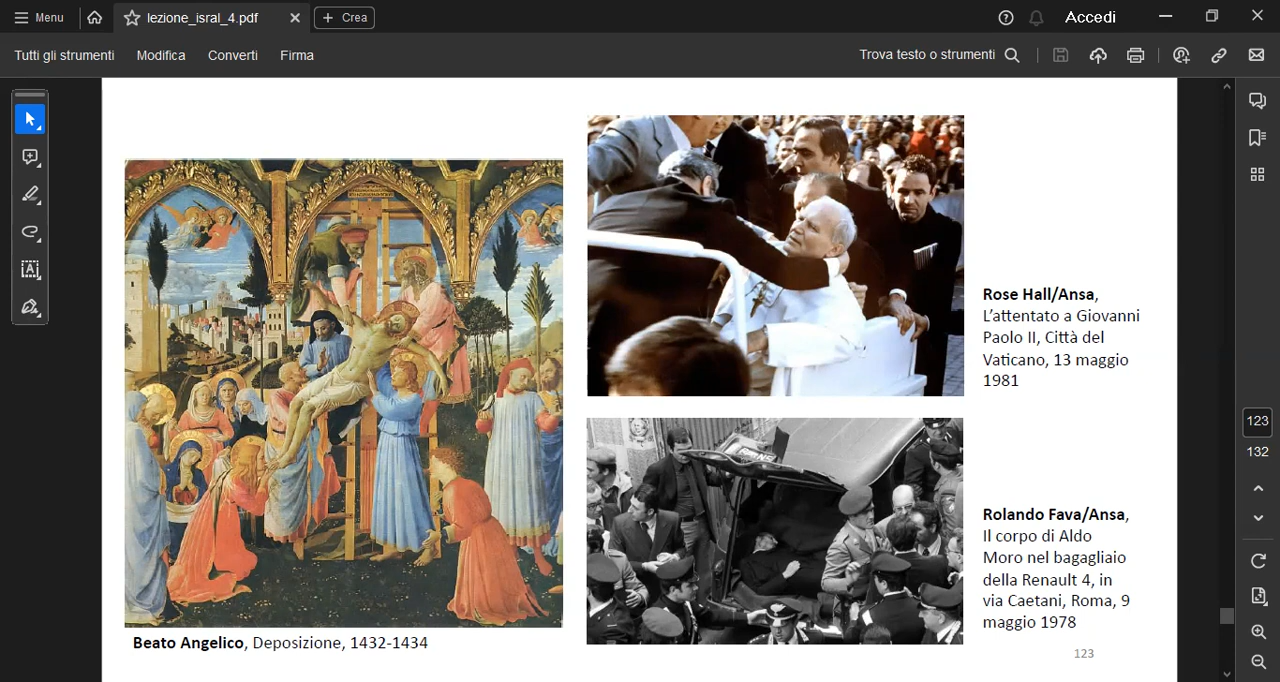 Menu
lezione_isral_4.pdf
Crea
Accedi
Tutti gli strumenti
Modifica
Converti
Firma
Trova testo o strumenti
Rose Hall/Ansa,
L’attentato a Giovanni
Paolo II, Città del
Vaticano, 13 maggio
1981
Rolando Fava/Ansa,
Il corpo di Aldo
Moro nel bagagliaio
della Renault 4, in
via Caetani, Roma, 9
maggio 1978
Beato Angelico, Deposizione, 1432-1434
123
123
132